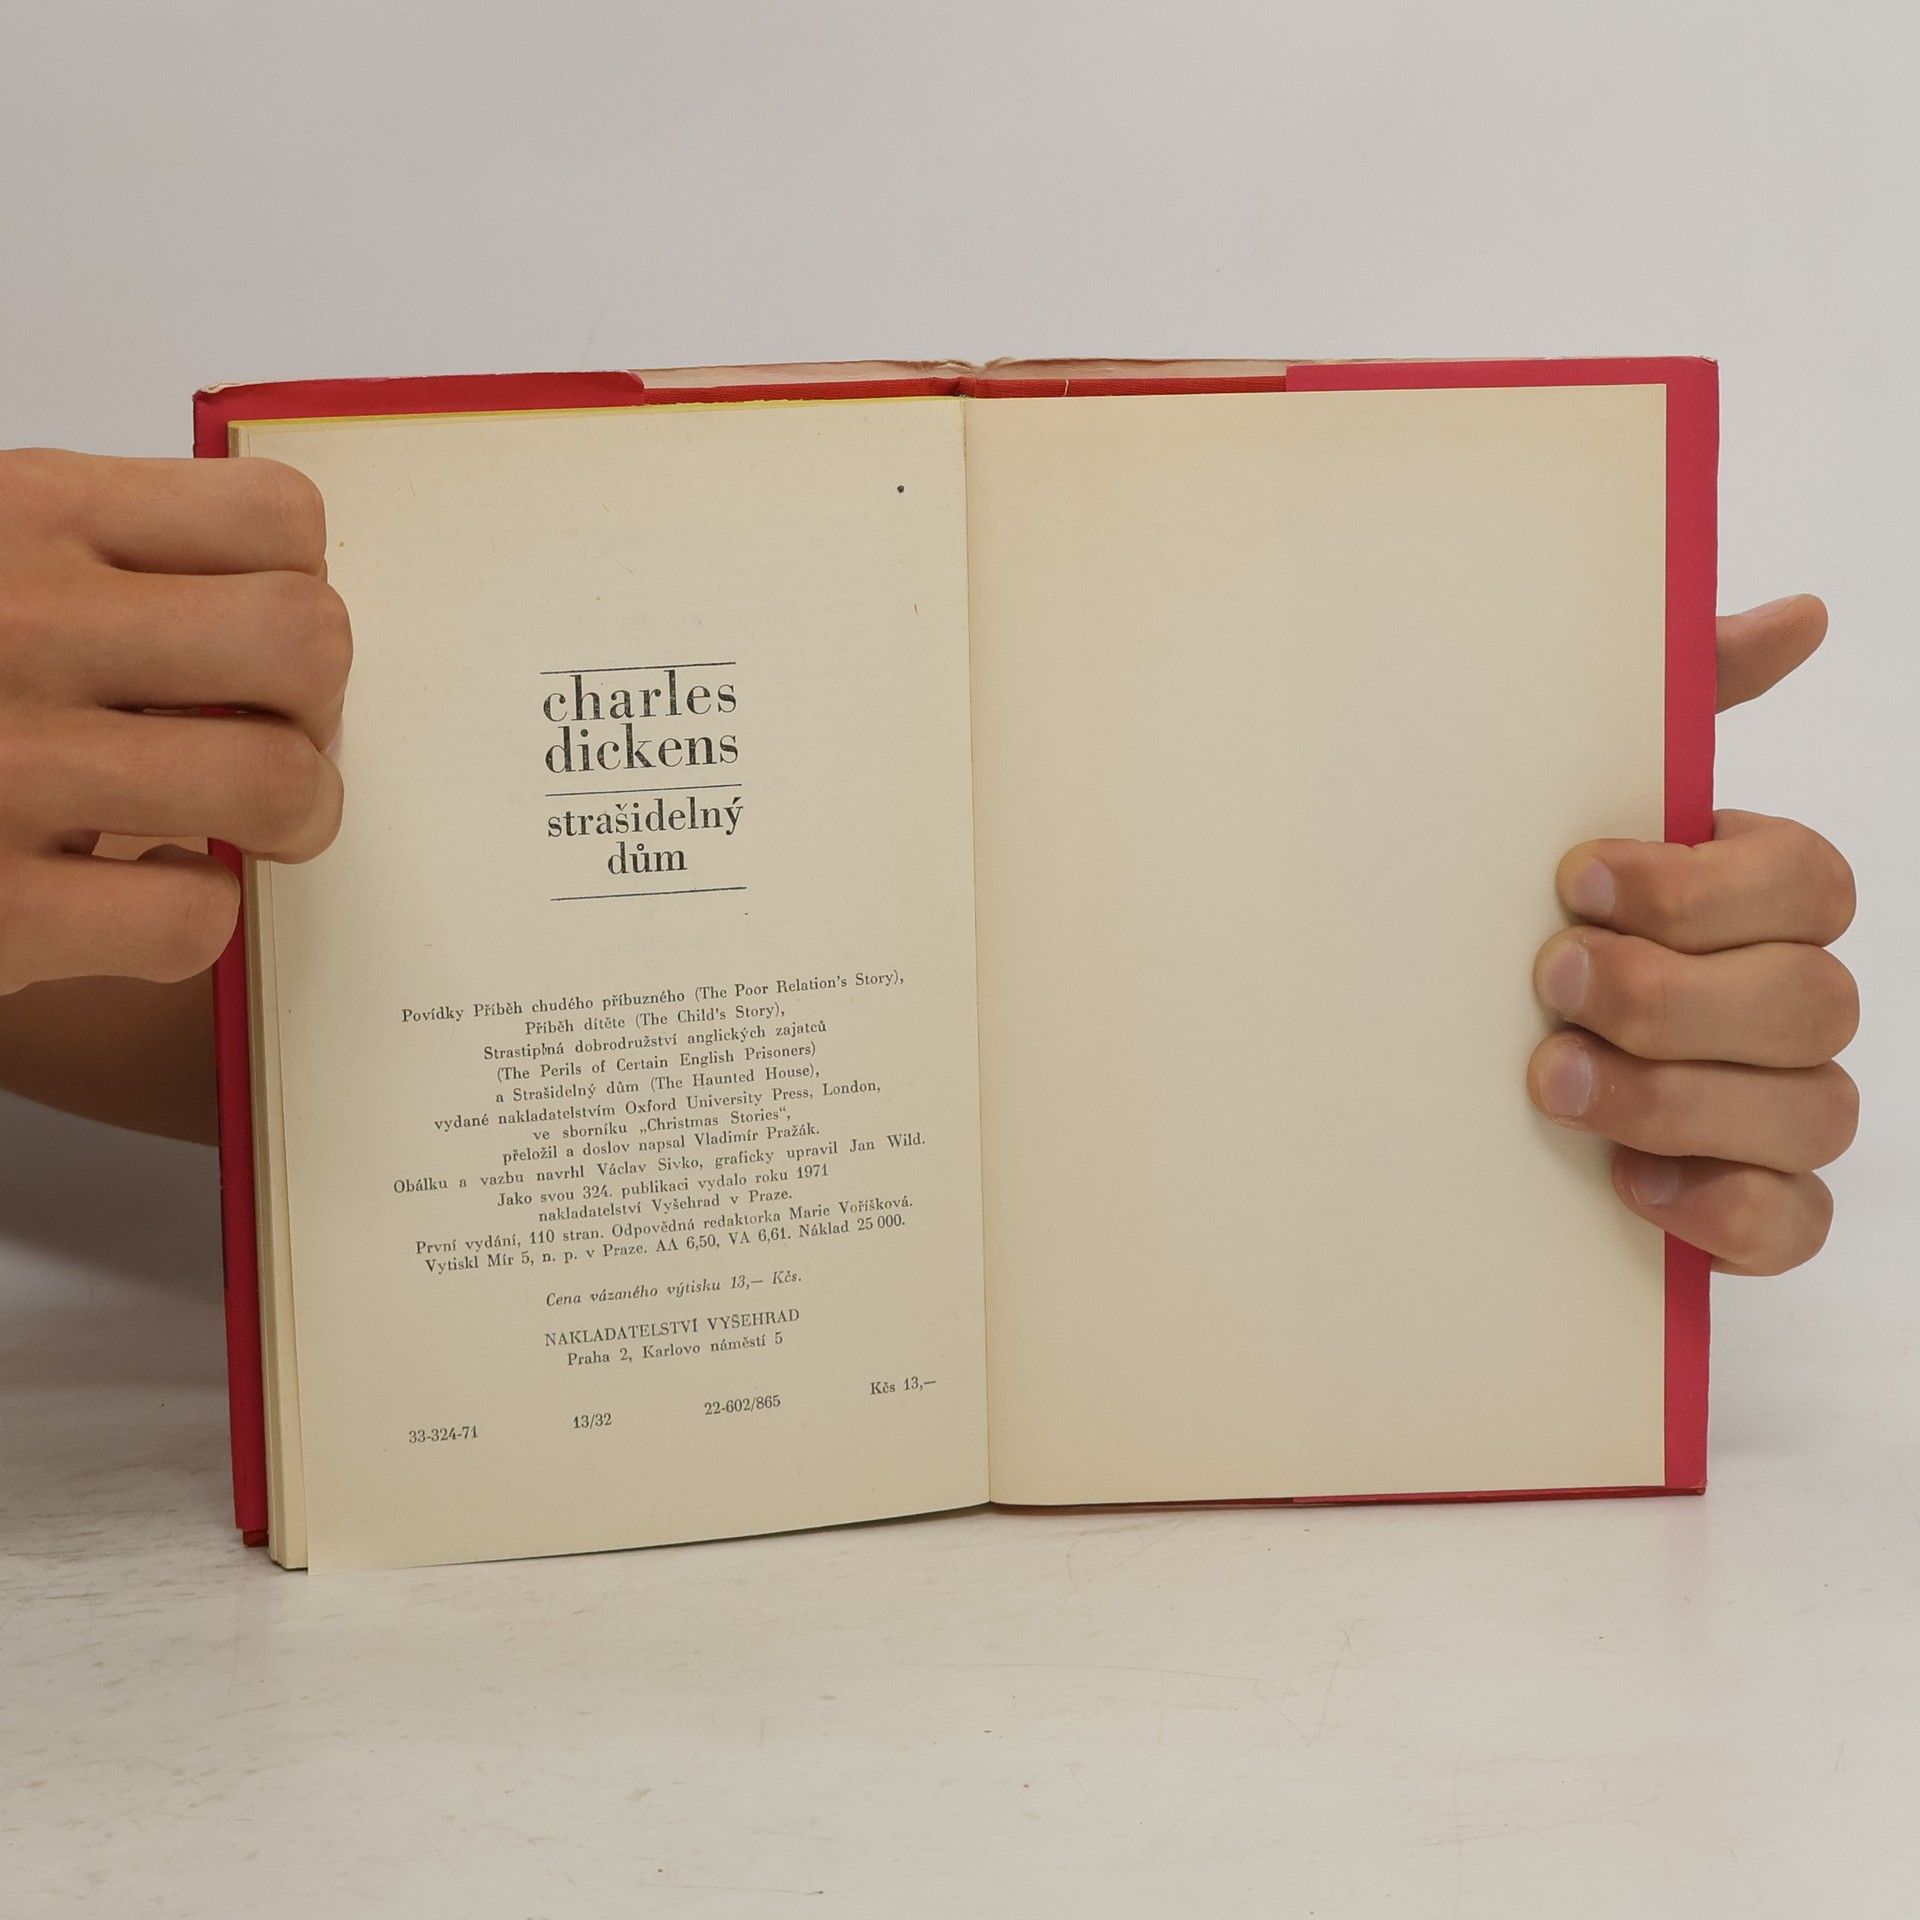 charles
dickens
strašidelný
dům
Povídky Příběh chudého příbuzného (The Poor Relation's Story),
Příběh dítěte (The Child's Story),
Strastiplná dobrodružství anglických zajatců
(The Perils of Certain English Prisoners)
a Strašidelný dům (The Haunted House),
vydané nakladatelstvím Oxford University Press, London,
ve sborníku „Christmas Stories“,
přeložil a doslov napsal Vladimír Pražák.
Obálku a vazbu navrhl Václav Sivko, graficky upravil Jan Wild.
Jako svou 324. publikaci vydalo roku 1971
nakladatelství Vyšehrad v Praze.
První vydání, 110 stran. Odpovědná redaktorka Marie Voříšková.
Vytiskl Mír 5, n. p. v Praze. AA 6,50, VA 6,61. Náklad 25 000.
Cena vázaného výtisku 13,— Kčs.
NAKLADATELSTVÍ VYŠEHRAD
Praha 2, Karlovo náměstí 5
33-324-71 13/32 22-602/865 Kčs 13,—